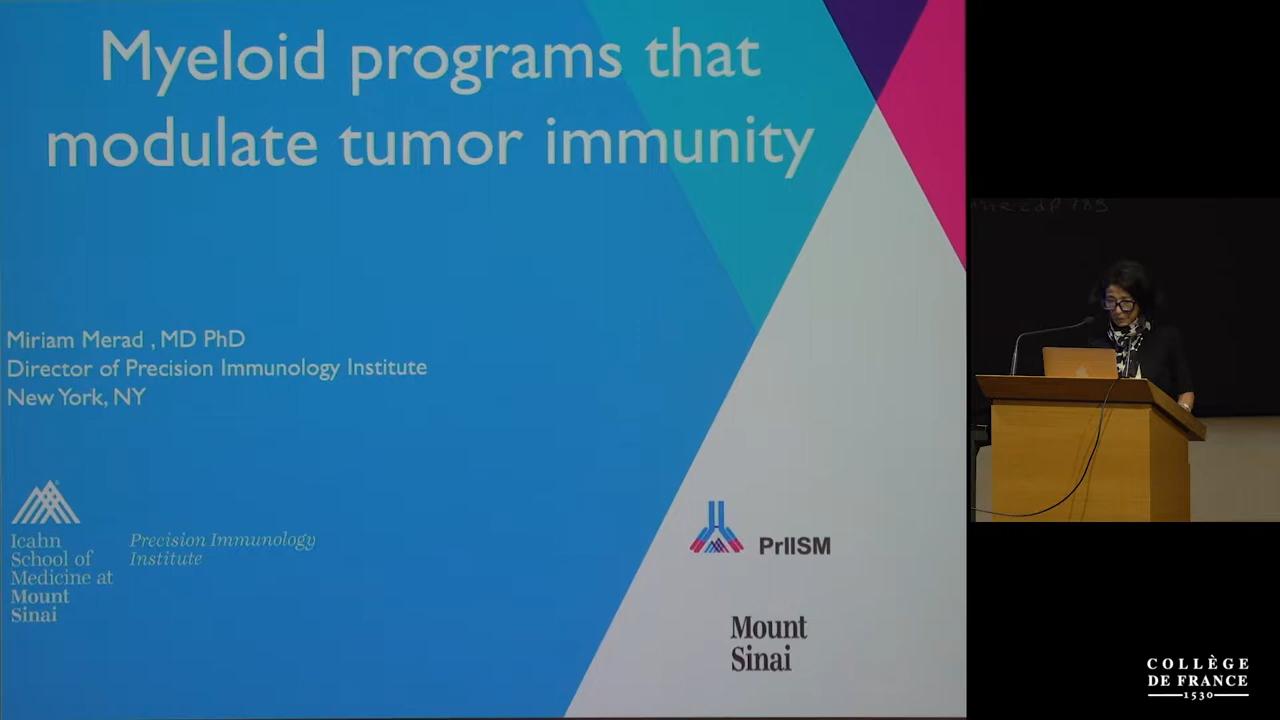 Myeloid programs that
modulate tumor immunity
Miriam Merad , MD PhD
Director of Precision Immunology Institute
New York, NY
Icahn
School of
Medicine at
Mount
Sinai
Precision Immunology
Institute
PrIISM
Mount
Sinai
COLLÈGE
DE FRANCE
1530